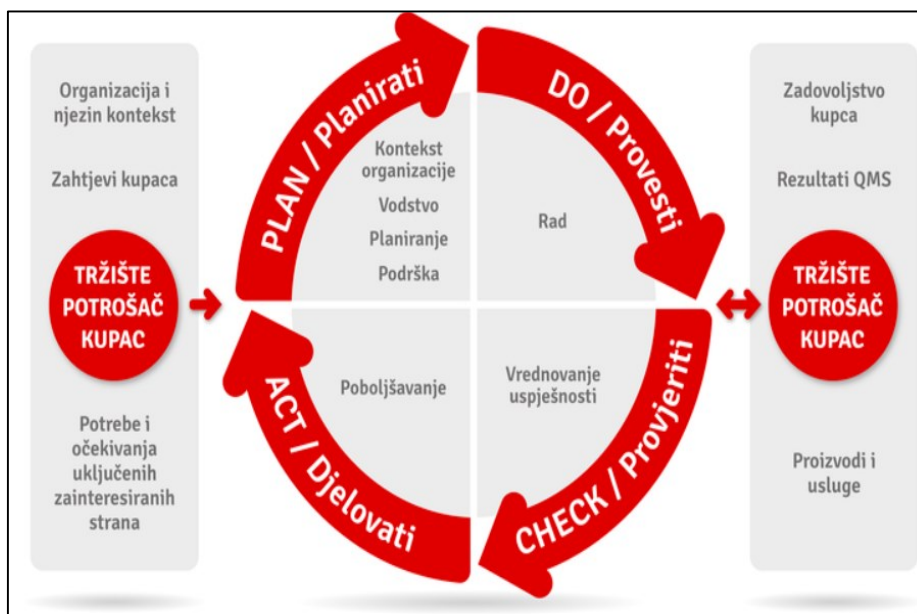 Organizacija i
njezin kontekst
Zahtjevi kupaca
TRŽIŠTE
POTROŠAČ
KUPAC
Potrebe i
očekivanja
uključenih
zainteresiranih
strana
PLAN / Planirati
Kontekst
organizacije
Vodstvo
Planiranje
Podrška
DO / Provesti
Rad
CHECK / Provjeriti
Vrednovanje
uspješnosti
ACT / Djelovati
Poboljšavanje
Zadovoljstvo
kupca
Rezultati QMS
TRŽIŠTE
POTROŠAČ
KUPAC
Proizvodi i
usluge